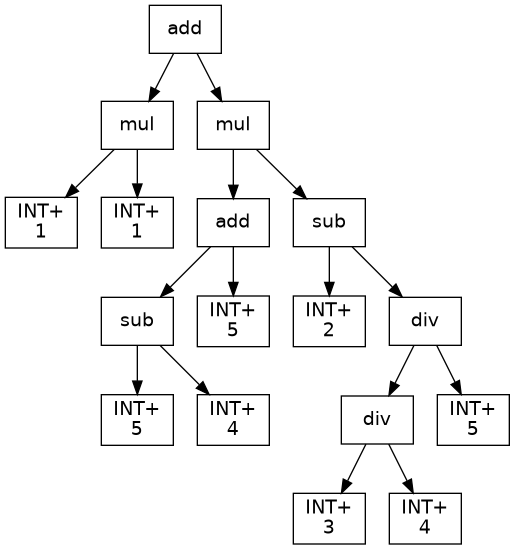 add
mul
mul
INT+
1
INT+
1
add
sub
sub
INT+
5
INT+
2
div
INT+
5
INT+
4
div
INT+
5
INT+
3
INT+
4